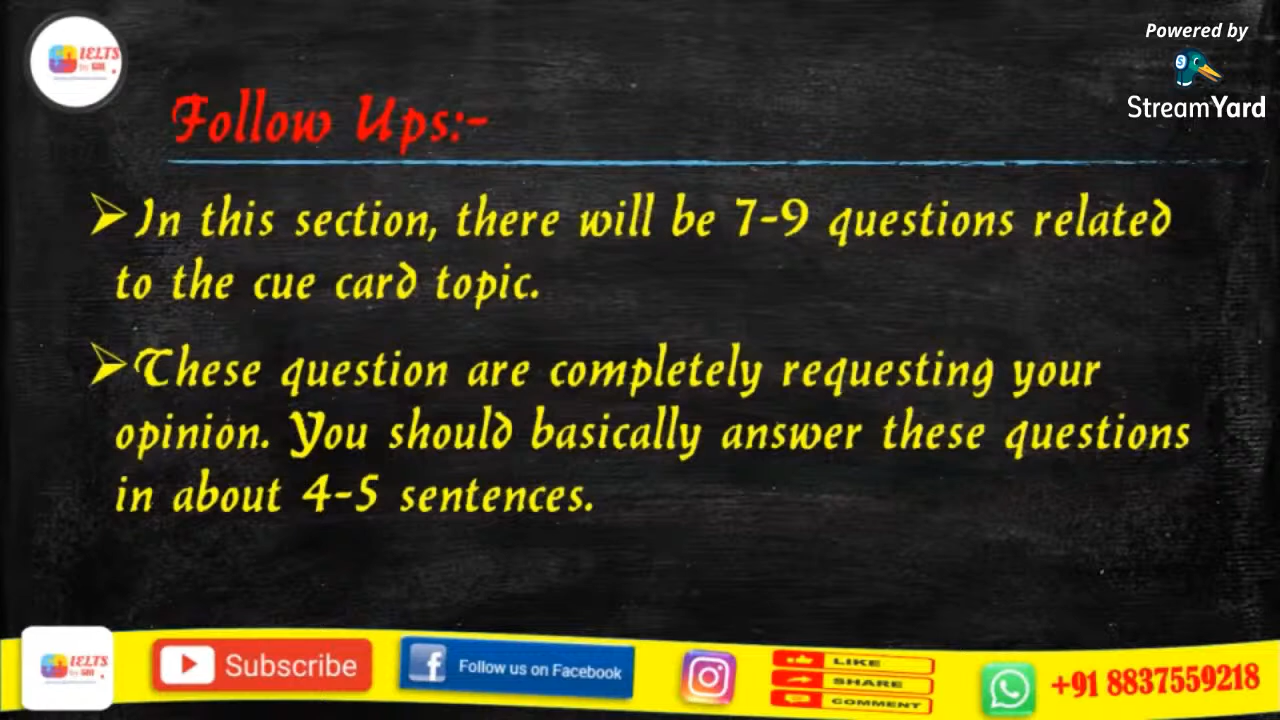 IELTS
Powered by
StreamYard
Follow Ups:-
➢In this section, there will be 7-9 questions related
to the cue card topic.
➢These question are completely requesting your
opinion. You should basically answer these questions
in about 4-5 sentences.
IELTS
Subscribe
Follow us on Facebook
LIKE
SHARE
COMMENT
+91 8837559218